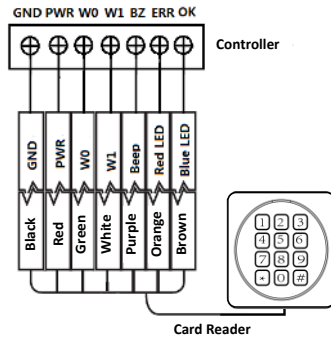 GND PWR W0 W1 BZ ERR OK
Controller
GND
PWR
W0
W1
Beep
Red LED
Blue LED
Black
Red
Green
White
Purple
Orange
Brown
1 2 3
4 5 6
7 8 9
* 0 #
Card Reader